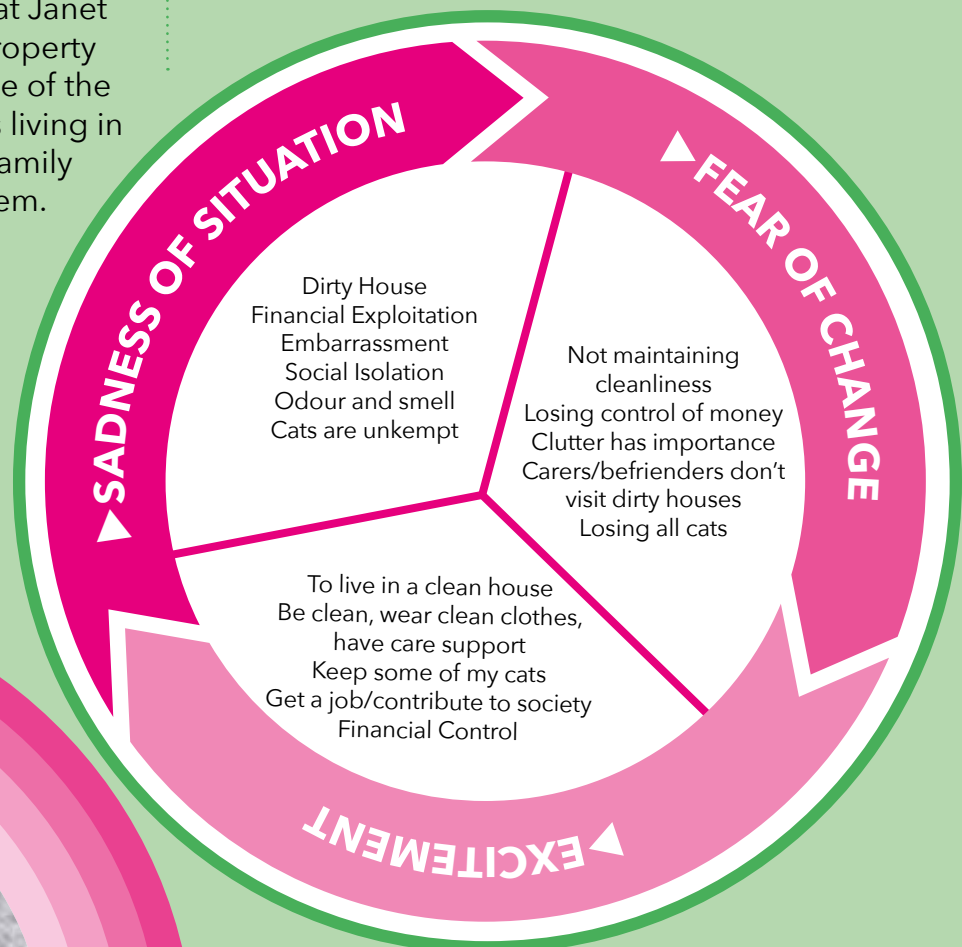 at Janet
roperty
e of the
s living in
amily
em.
▶SADNESS OF SITUATION
Dirty House
Financial Exploitation
Embarrassment
Social Isolation
Odour and smell
Cats are unkempt
▶FEAR OF CHANGE
Not maintaining
cleanliness
Losing control of money
Clutter has importance
Carers/befrienders don’t
visit dirty houses
Losing all cats
▶EXCITEMENT
To live in a clean house
Be clean, wear clean clothes,
have care support
Keep some of my cats
Get a job/contribute to society
Financial Control